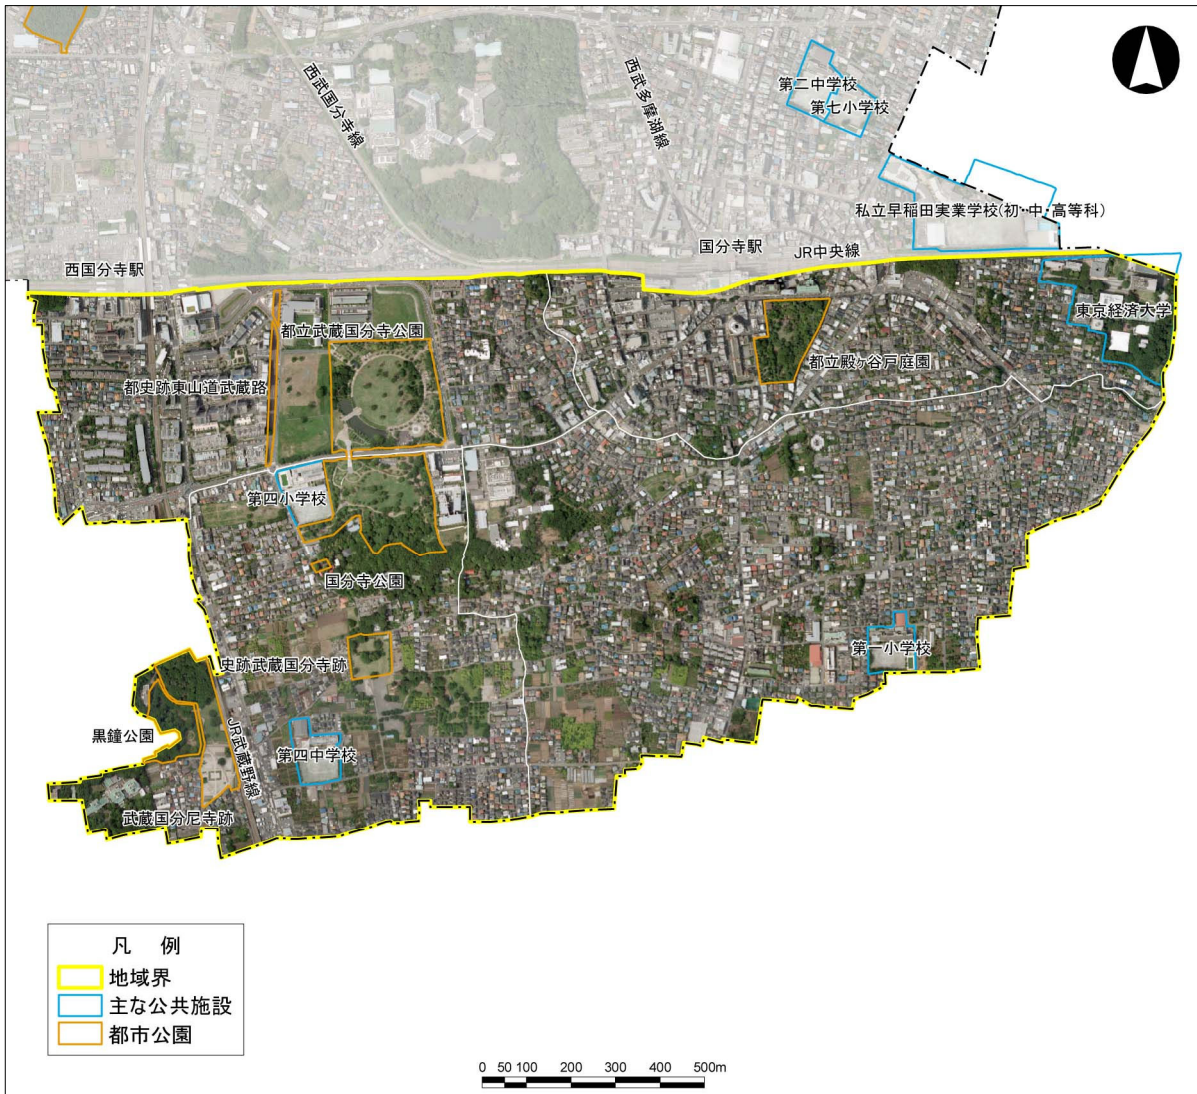 西武国分寺線
西武多摩湖線
第二中学校
第七小学校
私立早稲田実業学校(初・中・高等科)
国分寺駅
JR中央線
西国分寺駅
東京経済大学
都立武蔵国分寺公園
都立殿ヶ谷戸庭園
都史跡東山道武蔵路
第四小学校
国分寺公園
第一小学校
史跡武蔵国分寺跡
黒鐘公園
JR武蔵野線
第四中学校
武蔵国分尼寺跡
凡 例
地域界
主な公共施設
都市公園
0 50 100 200 300 400 500m